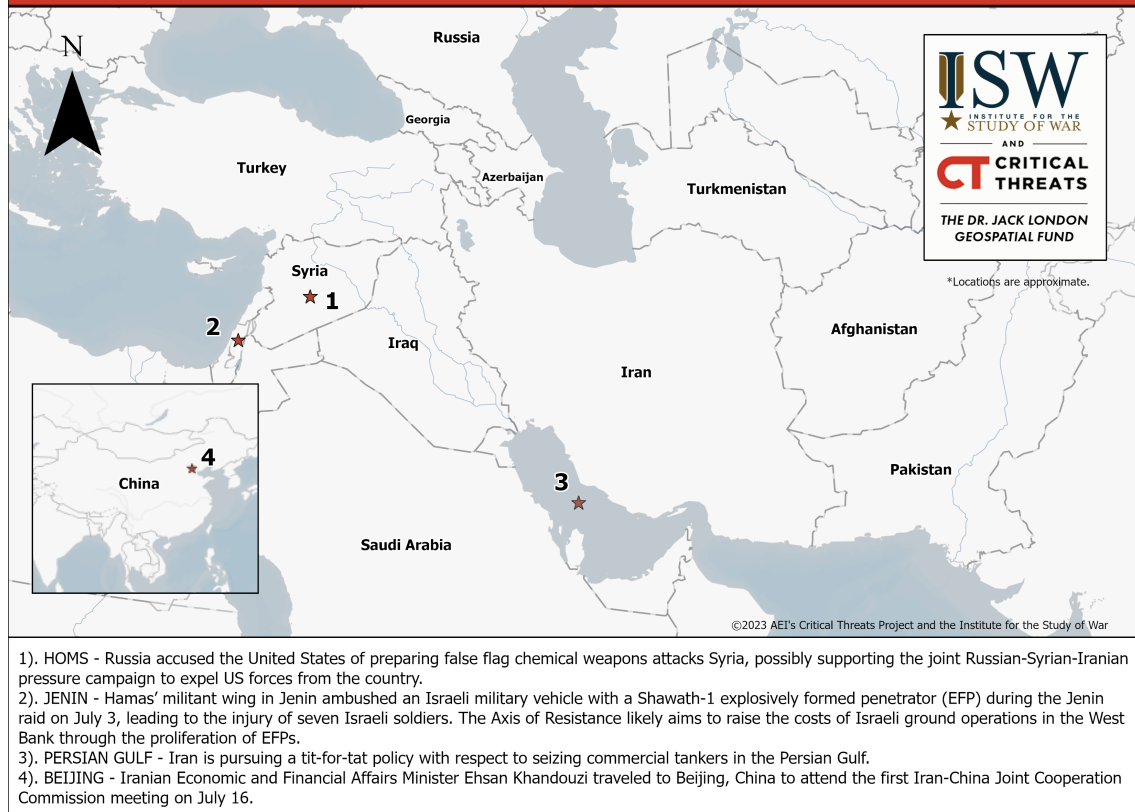 N
Russia
ISW
INSTITUTE FOR THE
STUDY OF WAR
AND
CT CRITICAL
THREATS
THE DR. JACK LONDON
GEOSPATIAL FUND
*Locations are approximate.
Georgia
Turkey
Azerbaijan
Turkmenistan
Syria
1
2
Iraq
Iran
Afghanistan
Pakistan
4
China
3
Saudi Arabia
©2023 AEI's Critical Threats Project and the Institute for the Study of War
1). HOMS - Russia accused the United States of preparing false flag chemical weapons attacks Syria, possibly supporting the joint Russian-Syrian-Iranian
pressure campaign to expel US forces from the country.
2). JENIN - Hamas’ militant wing in Jenin ambushed an Israeli military vehicle with a Shawath-1 explosively formed penetrator (EFP) during the Jenin
raid on July 3, leading to the injury of seven Israeli soldiers. The Axis of Resistance likely aims to raise the costs of Israeli ground operations in the West
Bank through the proliferation of EFPs.
3). PERSIAN GULF - Iran is pursuing a tit-for-tat policy with respect to seizing commercial tankers in the Persian Gulf.
4). BEIJING - Iranian Economic and Financial Affairs Minister Ehsan Khandouzi traveled to Beijing, China to attend the first Iran-China Joint Cooperation
Commission meeting on July 16.